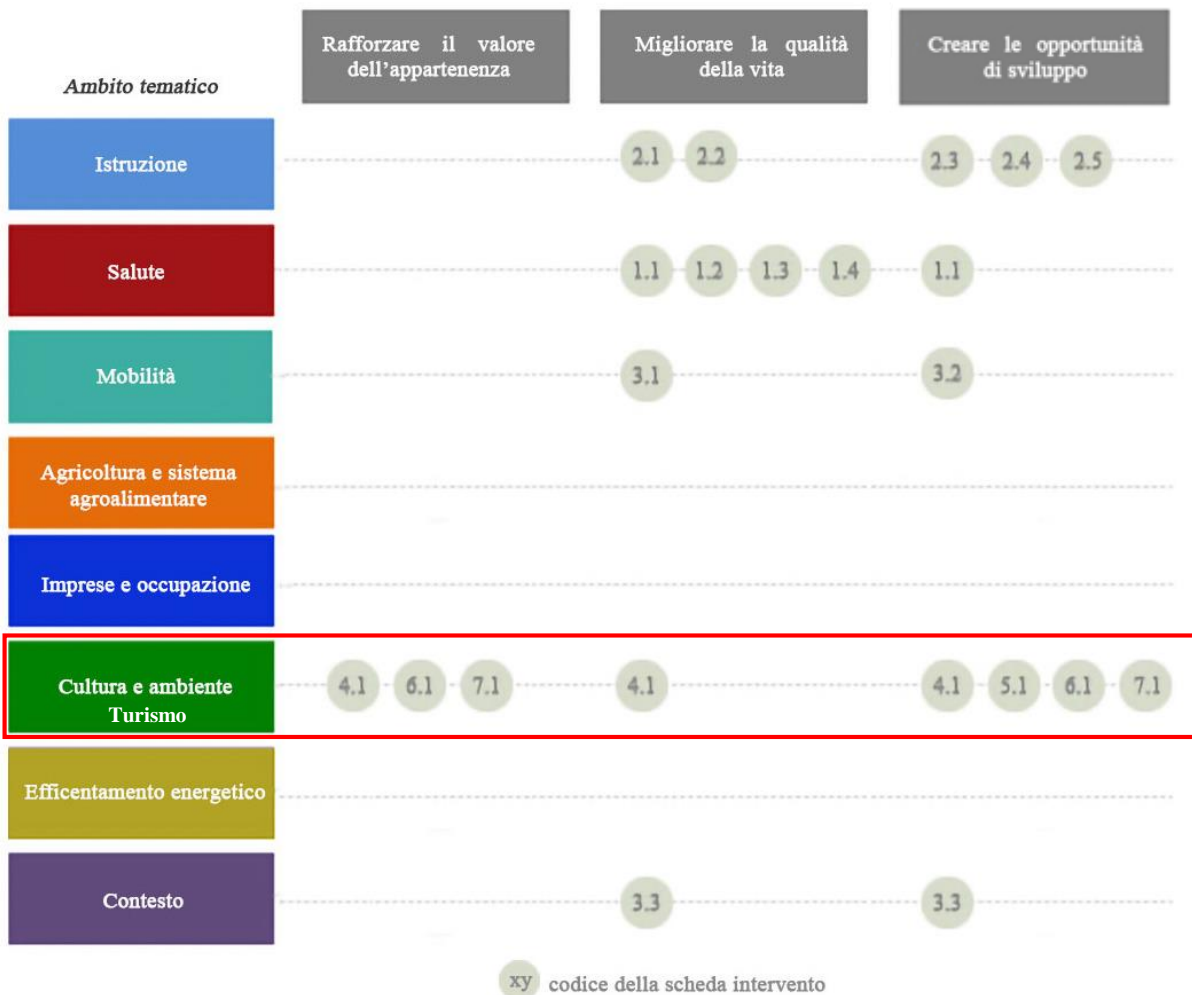 Rafforzare il valore
dell'appartenenza
Migliorare la qualità
della vita
Creare le opportunità
di sviluppo
Ambito tematico
Istruzione
2.1 2.2 2.3 2.4 2.5
Salute
1.1 1.2 1.3 1.4 1.1
Mobilità
3.1 3.2
Agricoltura e sistema
agroalimentare
Imprese e occupazione
Cultura e ambiente
Turismo
4.1 6.1 7.1 4.1 4.1 5.1 6.1 7.1
Efficentamento energetico
Contesto
3.3 3.3
xy codice della scheda intervento